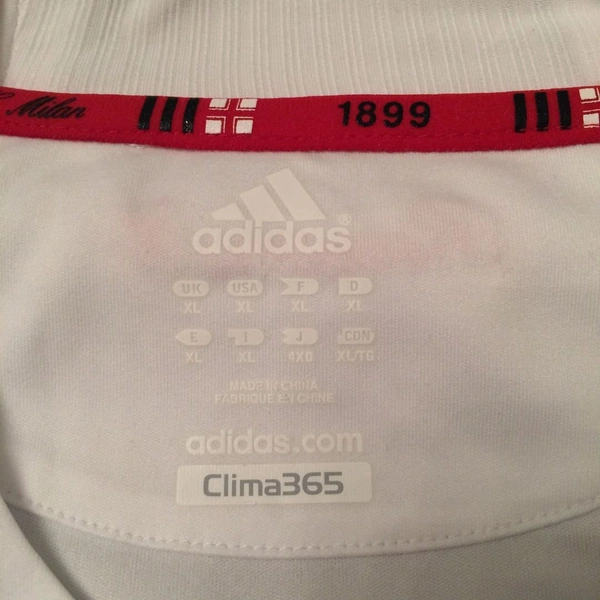 Milan 1899
adidas®
UK USA F D
XL XL XL XL
E I J CDN
XL XL 4XO XL/TG
MADE IN CHINA
FABRIQUE EN CHINE
adidas.com
Clima365